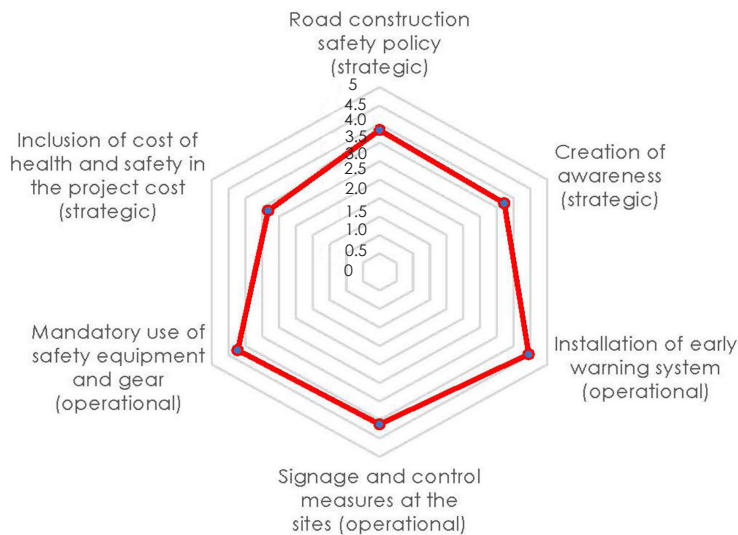 Road construction
safety policy
(strategic)
5
4.5
4.0
3.5
3.0
2.5
2.0
1.5
1.0
0.5
0
Creation of
awareness
(strategic)
Installation of early
warning system
(operational)
Signage and control
measures at the
sites (operational)
Mandatory use of
safety equipment
and gear
(operational)
Inclusion of cost of
health and safety in
the project cost
(strategic)